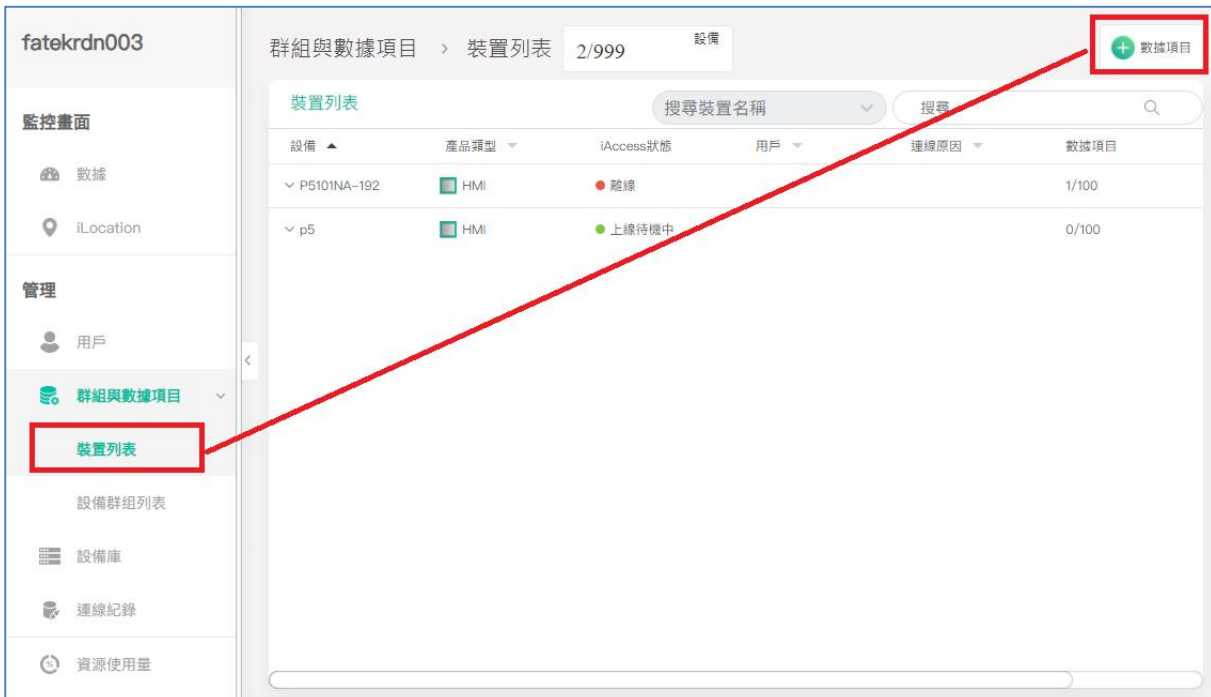 fatekrdn003
監控畫面
數據
iLocation
管理
用戶
群組與數據項目
裝置列表
設備群组列表
設備庫
連線紀錄
資源使用量
群組與數據項目 > 裝置列表 2/999 設備
數據項目
裝置列表 搜尋裝置名稱 搜尋
設備 產品類型 iAccess狀態 用戶 連線原因 數據項目
P5101NA-192 HMI 離線 1/100
p5 HMI 上線待機中 0/100